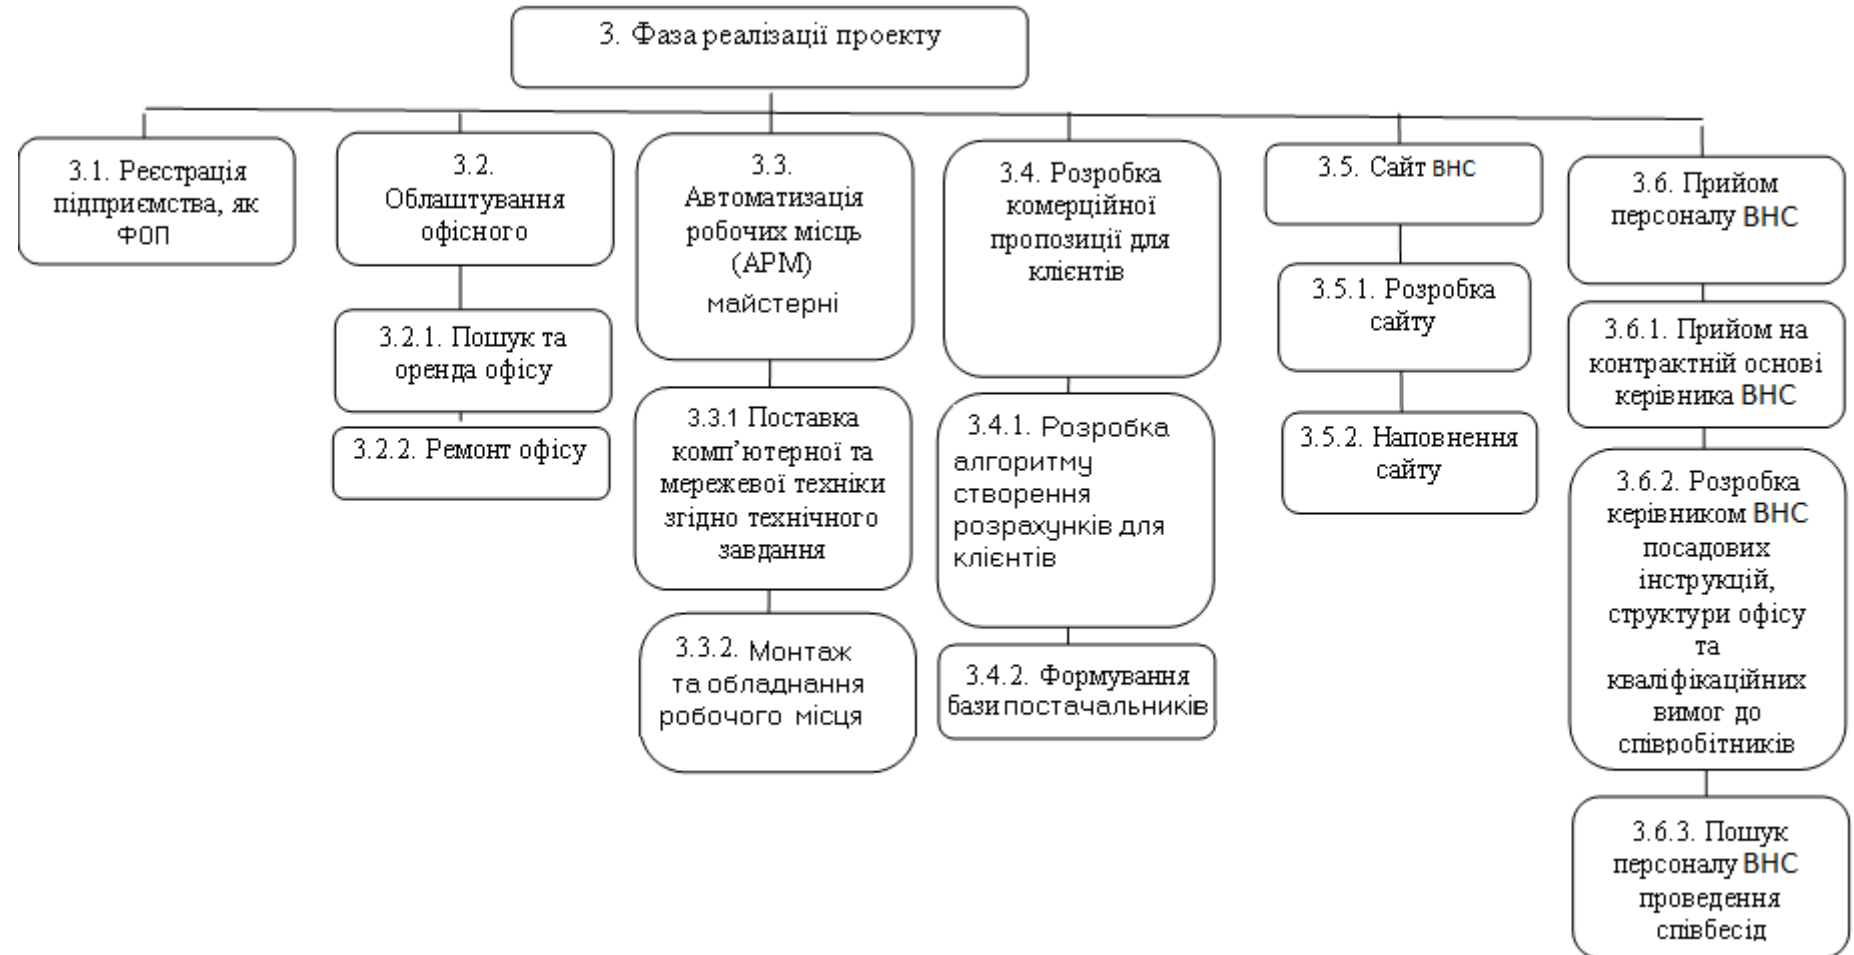 3. Фаза реалізації проекту
3.1. Реєстрація
підприємства, як
ФОП
3.2.
Облаштування
офісного
3.2.1. Пошук та
оренда офісу
3.2.2. Ремонт офісу
3.3.
Автоматизація
робочих місць
(АРМ)
майстерні
3.3.1 Поставка
комп’ютерної та
мережевої техніки
згідно технічного
завдання
3.3.2. Монтаж
та обладнання
робочого місця
3.4. Розробка
комерційної
пропозиції для
клієнтів
3.4.1. Розробка
алгоритму
створення
розрахунків для
клієнтів
3.4.2. Формування
бази постачальників
3.5. Сайт ВНС
3.5.1. Розробка
сайту
3.5.2. Наповнення
сайту
3.6. Прийом
персоналу ВНС
3.6.1. Прийом на
контрактній основі
керівника ВНС
3.6.2. Розробка
керівником ВНС
посадових
інструкцій,
структури офісу
та
кваліфікаційних
вимог до
співробітників
3.6.3. Пошук
персоналу ВНС
проведення
співбесід